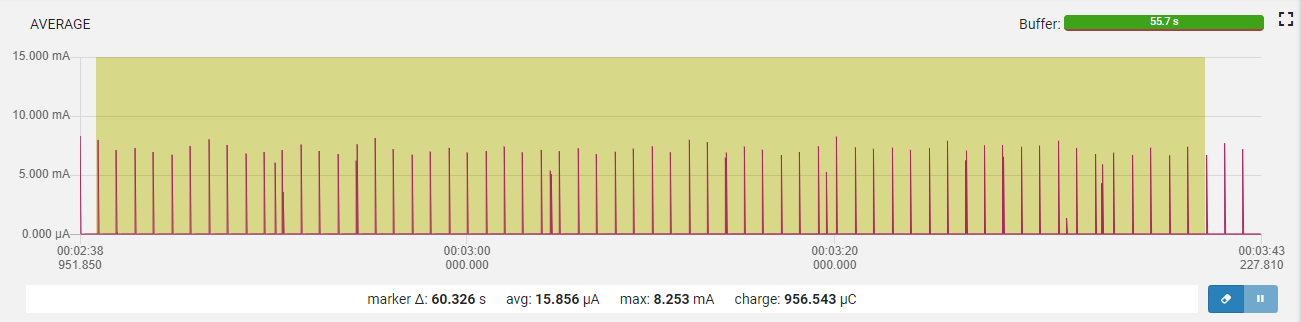 AVERAGE
Buffer: 55.7 s
15.000 mA
10.000 mA
5.000 mA
0.000 µA
00:02:38 00:03:00 00:03:20 00:03:43
951.850 000.000 000.000 227.810
marker Δ: 60.326 s avg: 15.856 µA max: 8.253 mA charge: 956.543 µC